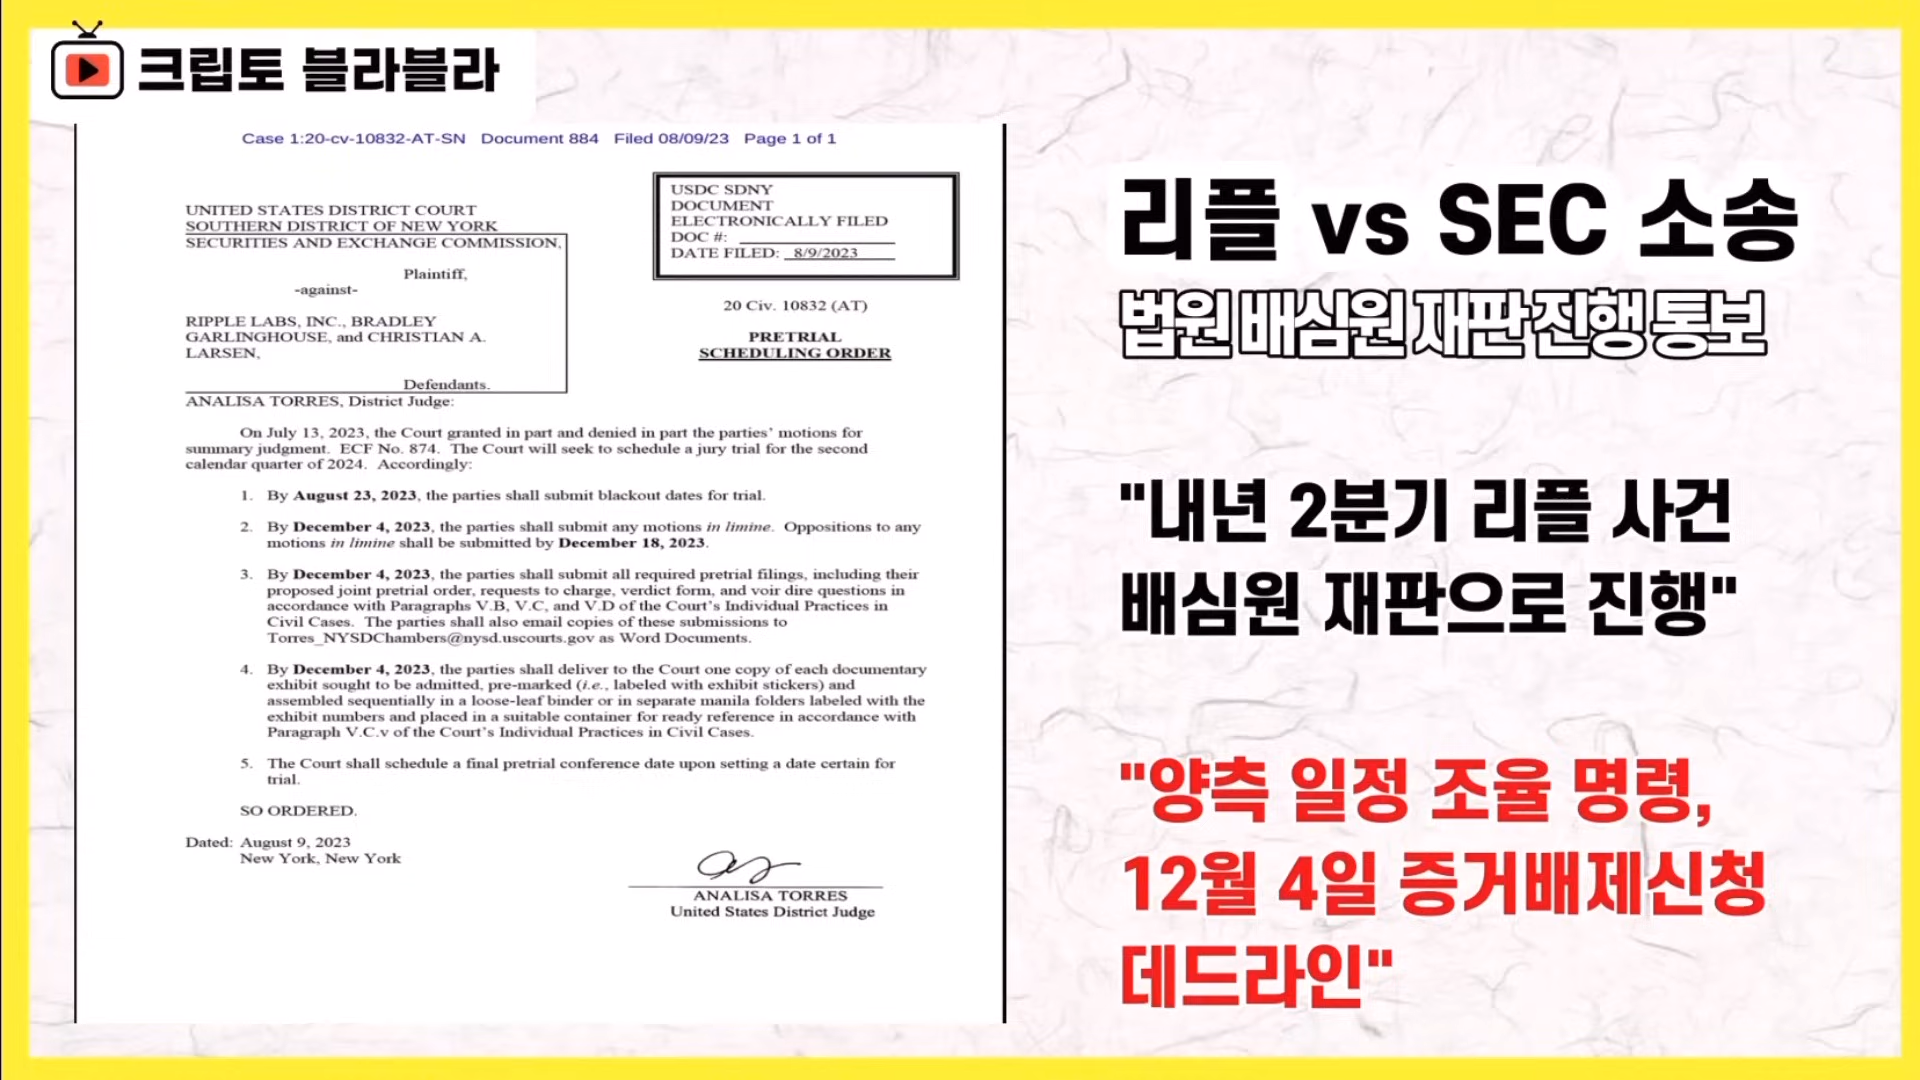 크립토 블라블라
Case 1:20-cv-10832-AT-SN Document 884 Filed 08/09/23 Page 1 of 1
UNITED STATES DISTRICT COURT
SOUTHERN DISTRICT OF NEW YORK
SECURITIES AND EXCHANGE COMMISSION,
Plaintiff,
-against-
RIPPLE LABS, INC., BRADLEY
GARLINGHOUSE, and CHRISTIAN A.
LARSEN,
Defendants.
USDC SDNY
DOCUMENT
ELECTRONICALLY FILED
DOC #:
DATE FILED: 8/9/2023
20 Civ. 10832 (AT)
PRETRIAL
SCHEDULING ORDER
ANALISA TORRES, District Judge:
On July 13, 2023, the Court granted in part and denied in part the parties' motions for
summary judgment. ECF No. 874. The Court will seek to schedule a jury trial for the second
calendar quarter of 2024. Accordingly:
1. By August 23, 2023, the parties shall submit blackout dates for trial.
2. By December 4, 2023, the parties shall submit any motions in limine. Oppositions to any
motions in limine shall be submitted by December 18, 2023.
3. By December 4, 2023, the parties shall submit all required pretrial filings, including their
proposed joint pretrial order, requests to charge, verdict form, and voir dire questions in
accordance with Paragraphs V.B, V.C, and V.D of the Court's Individual Practices in
Civil Cases. The parties shall also email copies of these submissions to
Torres_NYSDChambers@nysd.uscourts.gov as Word Documents.
4. By December 4, 2023, the parties shall deliver to the Court one copy of each documentary
exhibit sought to be admitted, pre-marked (i.e., labeled with exhibit stickers) and
assembled sequentially in a loose-leaf binder or in separate manila folders labeled with the
exhibit numbers and placed in a suitable container for ready reference in accordance with
Paragraph V.C.v of the Court's Individual Practices in Civil Cases.
5. The Court shall schedule a final pretrial conference date upon setting a date certain for
trial.
SO ORDERED.
Dated: August 9, 2023
New York, New York
ANALISA TORRES
United States District Judge
리플 vs SEC 소송
법원 배심원 재판 진행 통보
"내년 2분기 리플 사건
배심원 재판으로 진행"
"양측 일정 조율 명령,
12월 4일 증거배제신청
데드라인"